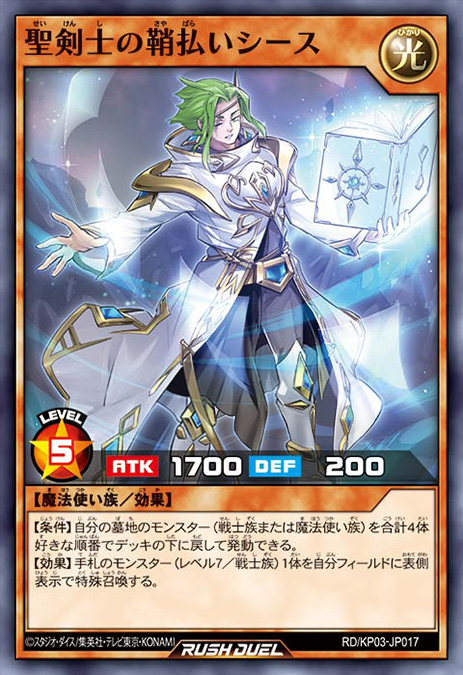 聖剣士の鞘払いシース
光
LEVEL
5
ATK 1700 DEF 200
【魔法使い族／効果】
【条件】自分の墓地のモンスター（戦士族または魔法使い族）を合計4体
好きな順番でデッキの下に戻して発動できる。
【効果】手札のモンスター（レベル7／戦士族）1体を自分フィールドに表側
表示で特殊召喚する。
©スタジオ・ダイス/集英社・テレビ東京・KONAMI
RUSH DUEL
RD/KP03-JP017